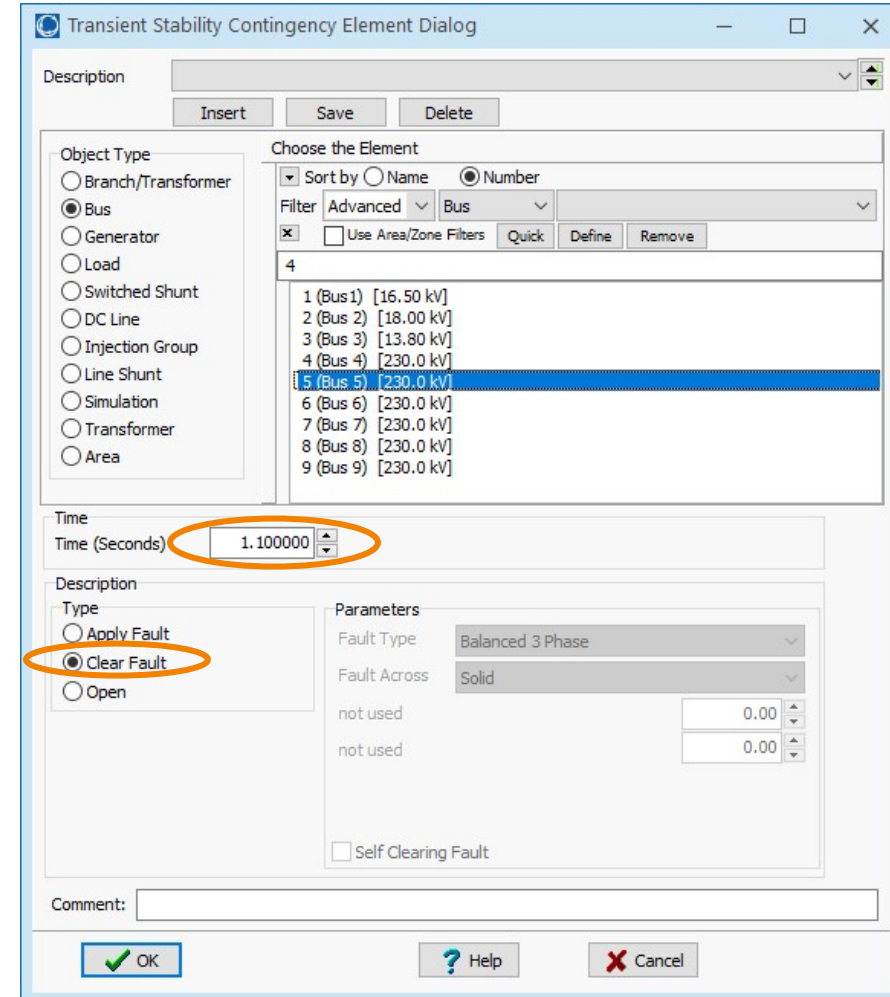 Transient Stability Contingency Element Dialog
Description
Insert Save Delete
Object Type
Branch/Transformer
Bus
Generator
Load
Switched Shunt
DC Line
Injection Group
Line Shunt
Simulation
Transformer
Area
Choose the Element
Sort by Name Number
Filter Advanced Bus
Use Area/Zone Filters Quick Define Remove
4
1 (Bus1) [16.50 kV]
2 (Bus 2) [18.00 kV]
3 (Bus 3) [13.80 kV]
4 (Bus 4) [230.0 kV]
5 (Bus 5) [230.0 kV]
6 (Bus 6) [230.0 kV]
7 (Bus 7) [230.0 kV]
8 (Bus 8) [230.0 kV]
9 (Bus 9) [230.0 kV]
Time
Time (Seconds) 1.100000
Description
Type
Apply Fault
Clear Fault
Open
Parameters
Fault Type Balanced 3 Phase
Fault Across Solid
not used 0.00
not used 0.00
Self Clearing Fault
Comment:
OK ? Help Cancel